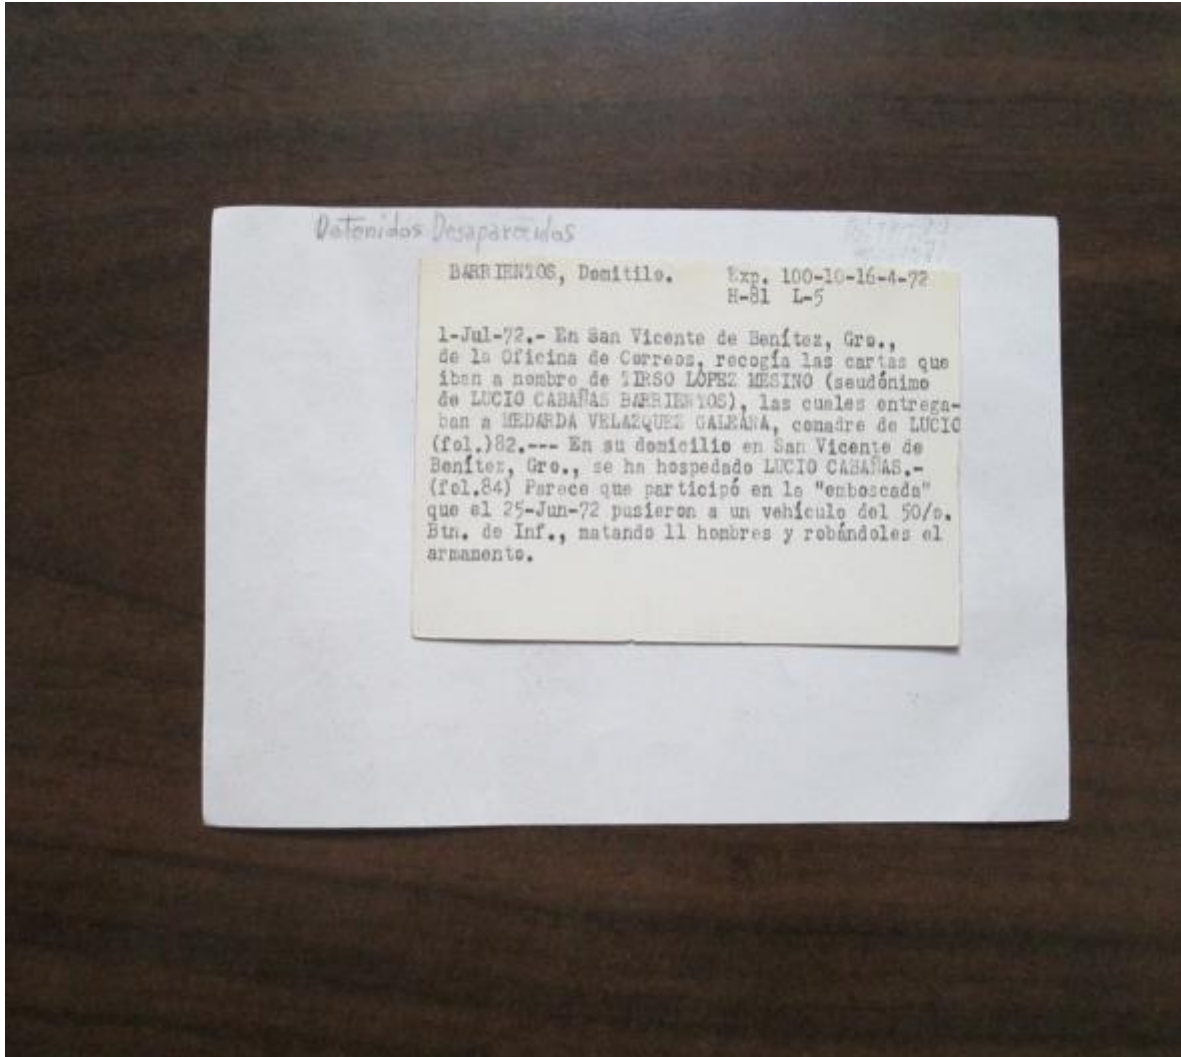 Detenidos Desaparecidos
BARRIENTOS, Domitilo. Exp. 100-10-16-4-72
H-81 L-5
1-Jul-72.- En San Vicente de Benítez, Gro.,
de la Oficina de Correos, recogía las cartas que
iban a nombre de TIRSO LÓPEZ MESINO (seudónimo
de LUCIO CABAÑAS BARRIENTOS), las cuales entrega-
ban a MEDARDA VELAZQUEZ GALEANA, comadre de LUCIO
(fol.)82.--- En su domicilio en San Vicente de
Benítez, Gro., se ha hospedado LUCIO CABAÑAS.-
(fol.84) Parece que participó en la "emboscada"
que el 25-Jun-72 pusieron a un vehículo del 50/o.
Btn. de Inf., matando 11 hombres y robándoles el
armamento.